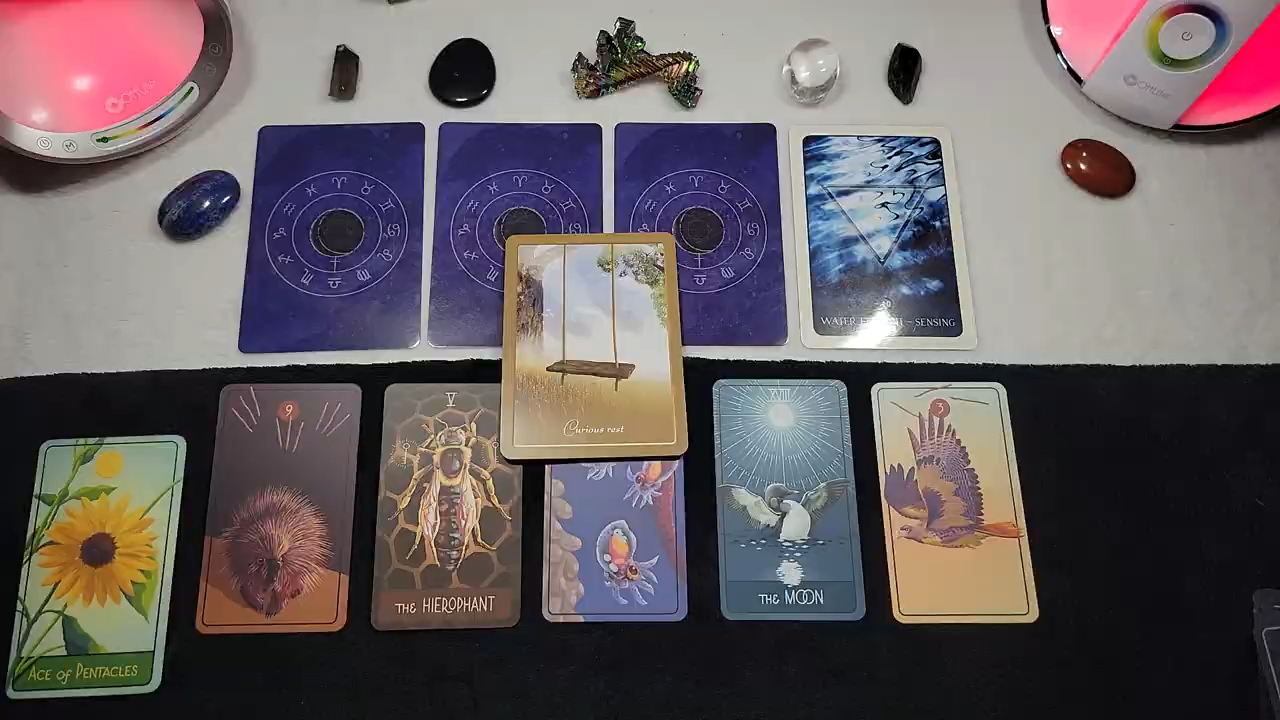 WATER
– SENSING
Curious rest
9
V
XVIII
3
THE HIEROPHANT
THE MOON
ACE OF PENTACLES